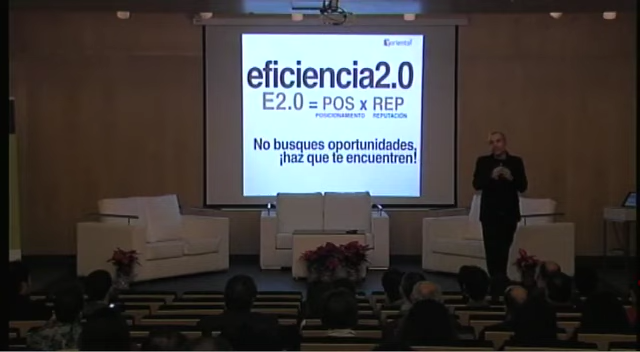 eficiencia2.0
E2.0 = POS x REP
POSICIONAMIENTO REPUTACIÓN
No busques oportunidades,
¡haz que te encuentren!